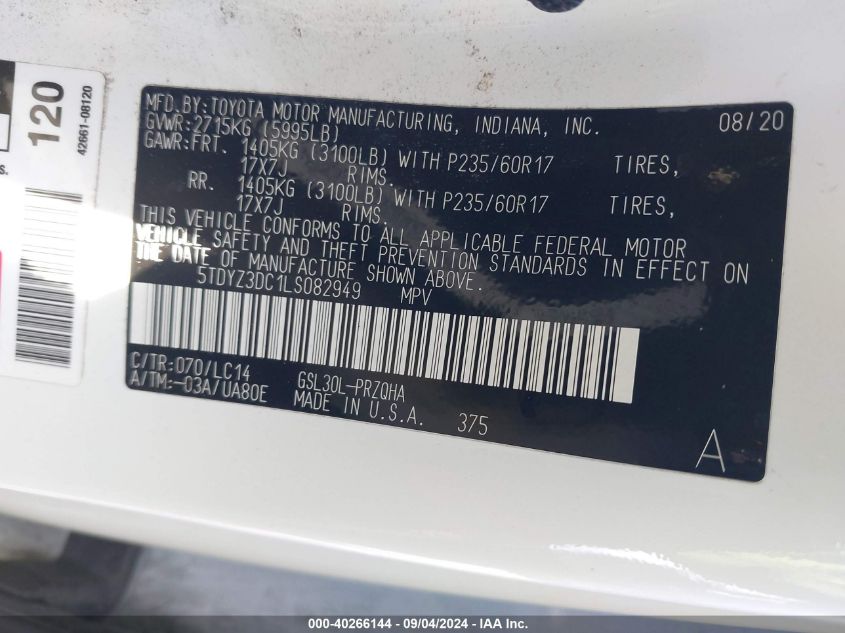 120
42661-08120
s.
MFD.BY:TOYOTA MOTOR MANUFACTURING, INDIANA, INC. 08/20
GVWR:2715KG (5995LB)
GAWR:FRT. 1405KG (3100LB) WITH P235/60R17 TIRES,
17X7J RIMS.
RR. 1405KG (3100LB) WITH P235/60R17 TIRES,
17X7J RIMS.
THIS VEHICLE CONFORMS TO ALL APPLICABLE FEDERAL MOTOR
VEHICLE SAFETY AND THEFT PREVENTION STANDARDS IN EFFECT ON
THE DATE OF MANUFACTURE SHOWN ABOVE.
5TDYZ3DC1LS082949 MPV
C/TR:070/LC14 GSL30L-PRZQHA
A/TM:-03A/UA80E MADE IN U.S.A. 375
A
000-40266144 - 09/04/2024 - IAA Inc.